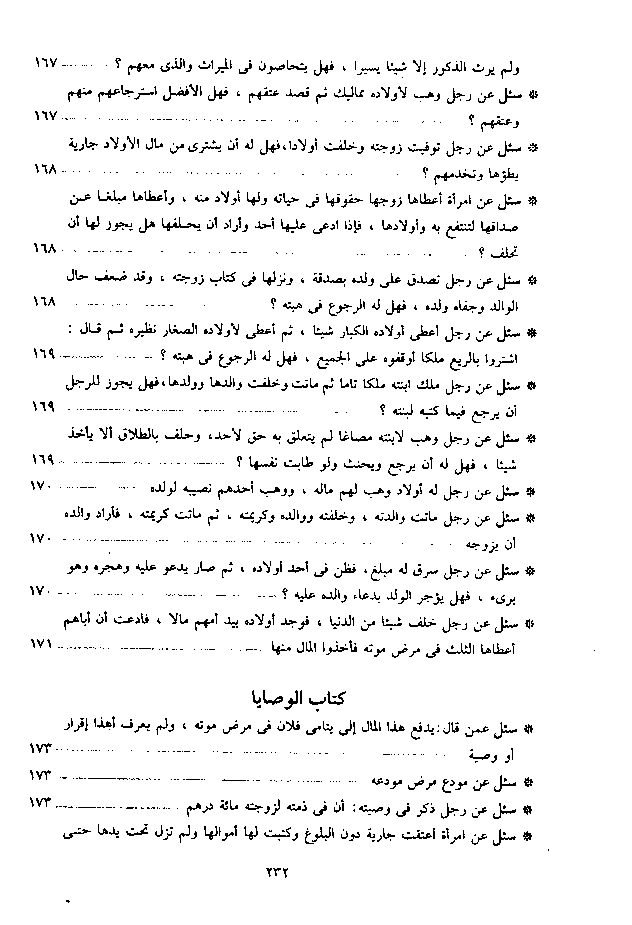 ولم يرث الذكور إلا شيئا يسيرا ، فهل يتحاصون فى الميراث والذى معهم ؟ ١٦٧
* سئل عن رجل وهب لأولاده مماليك ثم قصد عتقهم ، فهل الأفضل استرجاعهم منهم
وعتقهم ؟ ١٦٧
* سئل عن رجل توفيت زوجته وخلفت أولادا، فهل له أن يشترى من مال الأولاد جارية
يطؤها وتخدمهم ؟ ١٦٨
* سئل عن امرأة أعطاها زوجها حقوقها فى حياته ولها أولاد منه ، وأعطاها مبلغا عن
صداقها لتنتفع به وأولادها ، فإذا ادعى عليها أحد وأراد أن يحلفها هل يجوز لها أن
تحلف ؟ ١٦٨
* سئل عن رجل تصدق على ولده بصدقة ، ونزلها فى كتاب زوجته ، وقد ضعف حال
الوالد وجفاه ولده ، فهل له الرجوع فى هبته ؟ ١٦٨
* سئل عن رجل أعطى أولاده الكبار شيئا ، ثم أعطى لأولاده الصغار نظيره ثم قال :
اشتروا بالريع ملكا أوقفوه على الجميع ، فهل له الرجوع فى هبته ؟ ١٦٩
* سئل عن رجل ملك ابنته ملكا تاما ثم ماتت وخلفت والدها وولدها، فهل يجوز للرجل
أن يرجع فيما كتبه لبنته ؟ ١٦٩
* سئل عن رجل وهب لابنته مصاغا لم يتعلق به حق لأحد، وحلف بالطلاق ألا يأخذ
شيئا ، فهل له أن يرجع ويحنث ولو طابت نفسها ؟ ١٦٩
* سئل عن رجل له أولاد وهب لهم ماله ، ووهب أحدهم نصيبه لولده ١٧٠
* سئل عن رجل ماتت والدته ، وخلفته ووالده وكريمته ، ثم ماتت كريمته ، فأراد والده
أن يزوجه ١٧٠
* سئل عن رجل سرق له مبلغ، فظن فى أحد أولاده ، ثم صار يدعو عليه وهجره وهو
برىء ، فهل يؤجر الولد بدعاء والده عليه ؟ ١٧٠
* سئل عن رجل خلف شيئا من الدنيا ، فوجد أولاده بيد أمهم مالا ، فادعت أن أباهم
أعطاها الثلث فى مرض موته فأخذوا المال منها ١٧١
كتاب الوصايا
* سئل عمن قال: يدفع هذا المال إلى يتامى فلان فى مرض موته ، ولم يعرف أهذا إقرار
أو وصية ١٧٣
* سئل عن مودع مرض مودعه ١٧٣
* سئل عن رجل ذكر فى وصيته: أن فى ذمته لزوجته مائة درهم ١٧٣
* سئل عن امرأة أعتقت جارية دون البلوغ وكتبت لها أموالها ولم تزل تحت يدها حتى
٢٣٢